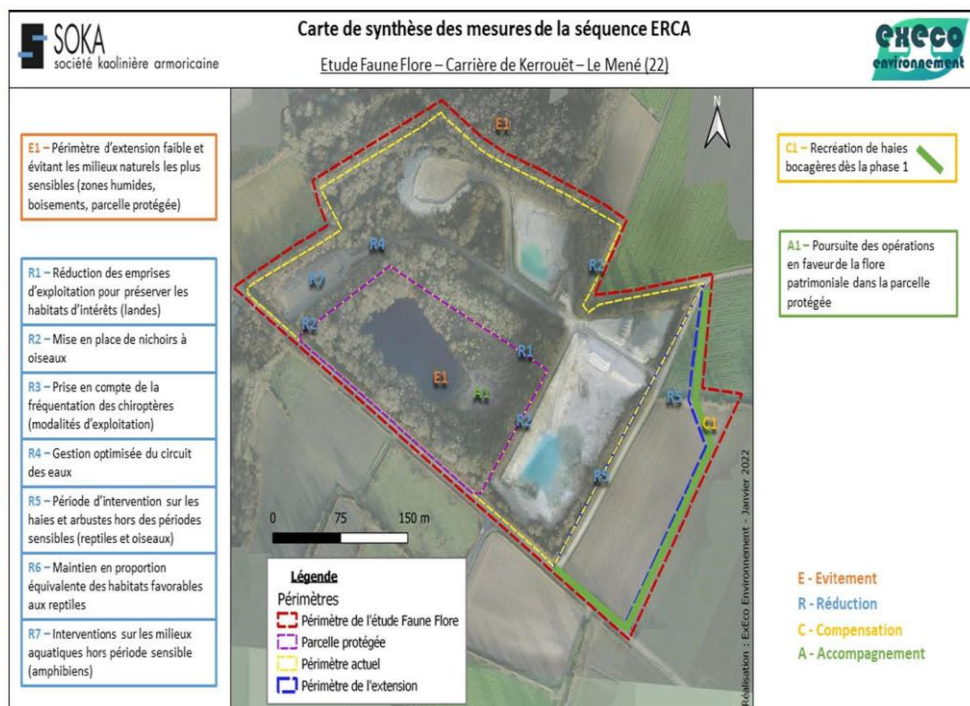 SOKA
société kaolinière armoricaine
Carte de synthèse des mesures de la séquence ERCA
Etude Faune Flore – Carrière de Kerrouët – Le Mené (22)
exEco
environnement
E1 – Périmètre d'extension faible et
évitant les milieux naturels les plus
sensibles (zones humides,
boisements, parcelle protégée)
R1 – Réduction des emprises
d'exploitation pour préserver les
habitats d'intérêts (landes)
R2 – Mise en place de nichoirs à
oiseaux
R3 – Prise en compte de la
fréquentation des chiroptères
(modalités d'exploitation)
R4 – Gestion optimisée du circuit
des eaux
R5 – Période d'intervention sur les
haies et arbustes hors des périodes
sensibles (reptiles et oiseaux)
R6 – Maintien en proportion
équivalente des habitats favorables
aux reptiles
R7 – Interventions sur les milieux
aquatiques hors période sensible
(amphibiens)
E1
N
R4
R2
R7
R2
R1
E1
A1
R2
R5
C1
R5
0 75 150 m
Légende
Périmètres
Périmètre de l'étude Faune Flore
Parcelle protégée
Périmètre actuel
Périmètre de l'extension
Réalisation : ExEco Environnement - Janvier 2022
C1 – Recréation de haies
bocagères dès la phase 1
A1 – Poursuite des opérations
en faveur de la flore
patrimoniale dans la parcelle
protégée
E - Evitement
R - Réduction
C - Compensation
A - Accompagnement